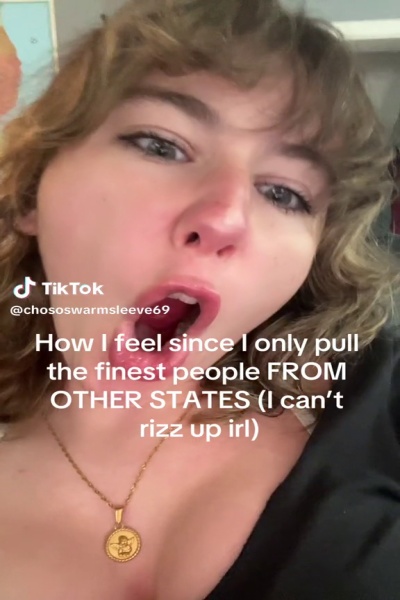 TikTok
@chososwarmsleeve69
How I feel since I only pull
the finest people FROM
OTHER STATES (I can't
rizz up irl)